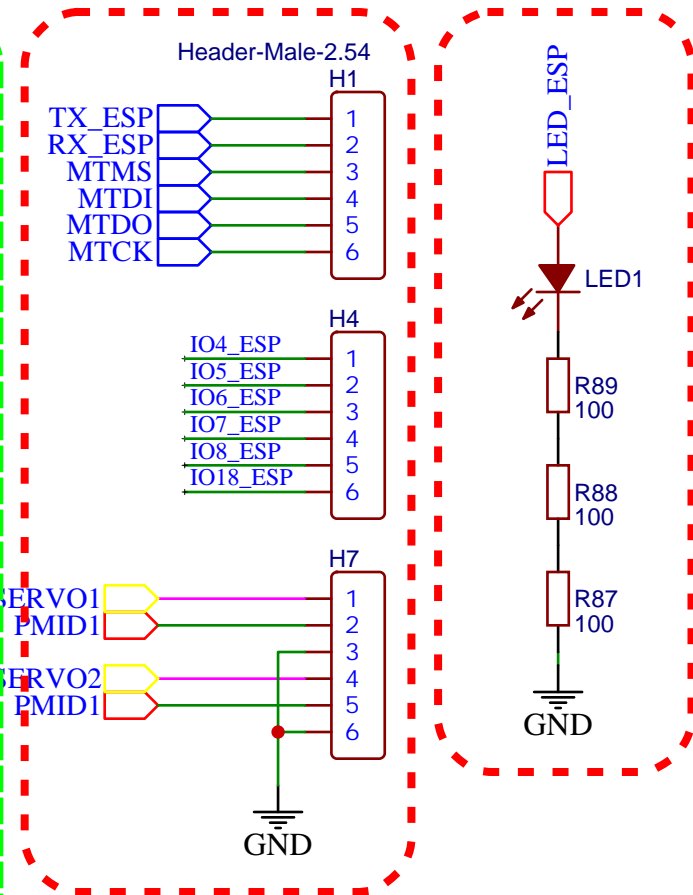 Header-Male-2.54
H1
TX_ESP 1
RX_ESP 2
MTMS 3
MTDI 4
MTDO 5
MTCK 6
H4
IO4_ESP 1
IO5_ESP 2
IO6_ESP 3
IO7_ESP 4
IO8_ESP 5
IO18_ESP 6
H7
SERVO1 1
PMID1 2
3
SERVO2 4
PMID1 5
6
GND
LED_ESP
LED1
R89
100
R88
100
R87
100
GND